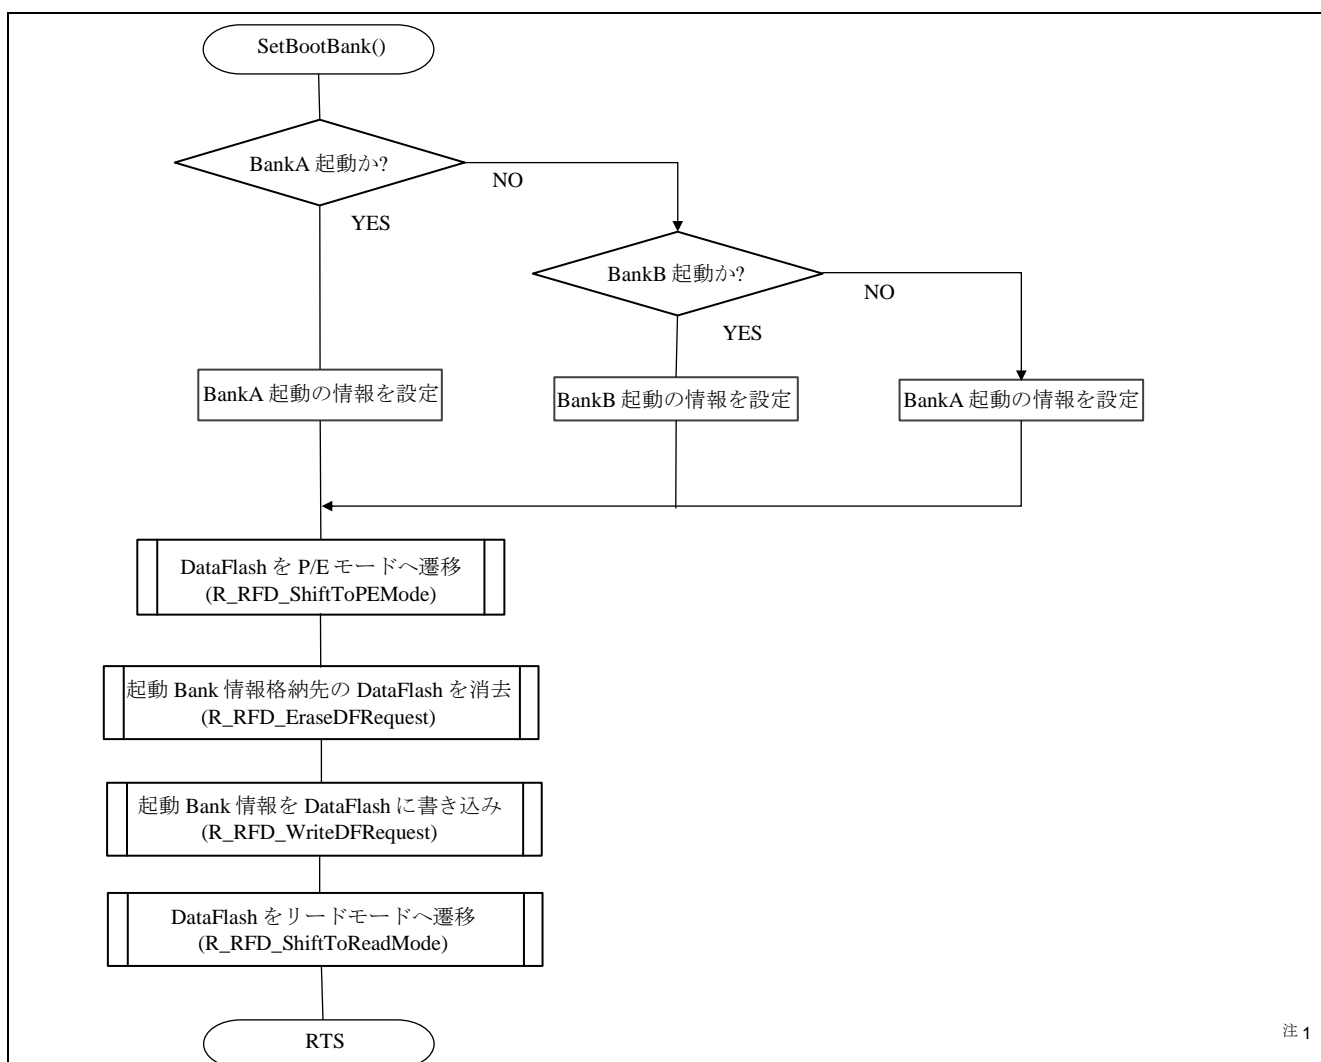 SetBootBank()
BankA 起動か?
NO
YES
BankB 起動か?
NO
YES
BankA 起動の情報を設定
BankB 起動の情報を設定
BankA 起動の情報を設定
DataFlash を P/E モードへ遷移
(R_RFD_ShiftToPEMode)
起動 Bank 情報格納先の DataFlash を消去
(R_RFD_EraseDFRequest)
起動 Bank 情報を DataFlash に書き込み
(R_RFD_WriteDFRequest)
DataFlash をリードモードへ遷移
(R_RFD_ShiftToReadMode)
RTS
注 1